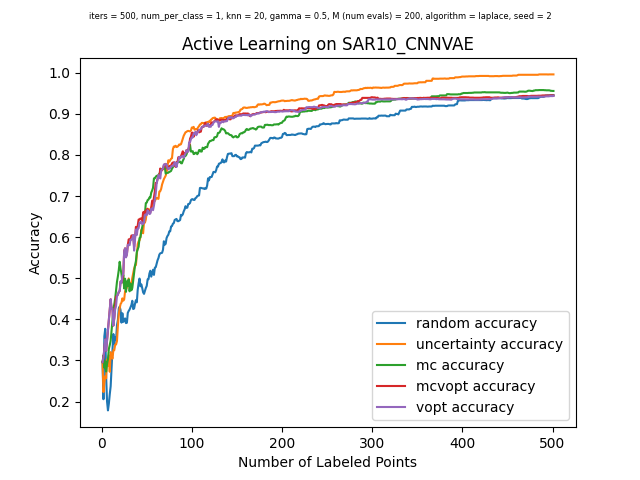 iters = 500, num_per_class = 1, knn = 20, gamma = 0.5, M (num evals) = 200, algorithm = laplace, seed = 2
Active Learning on SAR10_CNNVAE
1.0
0.9
0.8
0.7
0.6
0.5
0.4
0.3
0.2
Accuracy
random accuracy
uncertainty accuracy
mc accuracy
mcvopt accuracy
vopt accuracy
0 100 200 300 400 500
Number of Labeled Points